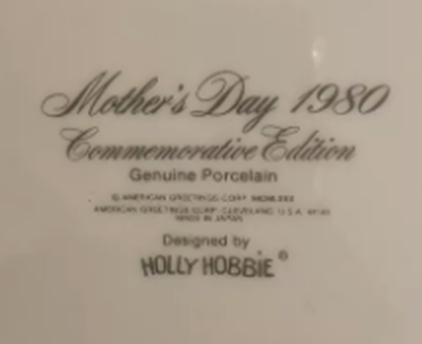 Mother's Day 1980
Commemorative Edition
Genuine Porcelain
© AMERICAN GREETINGS CORP.
AMERICAN GREETINGS CORP. CLEVELAND, U.S.A.
MADE IN JAPAN
Designed by
HOLLY HOBBiE®